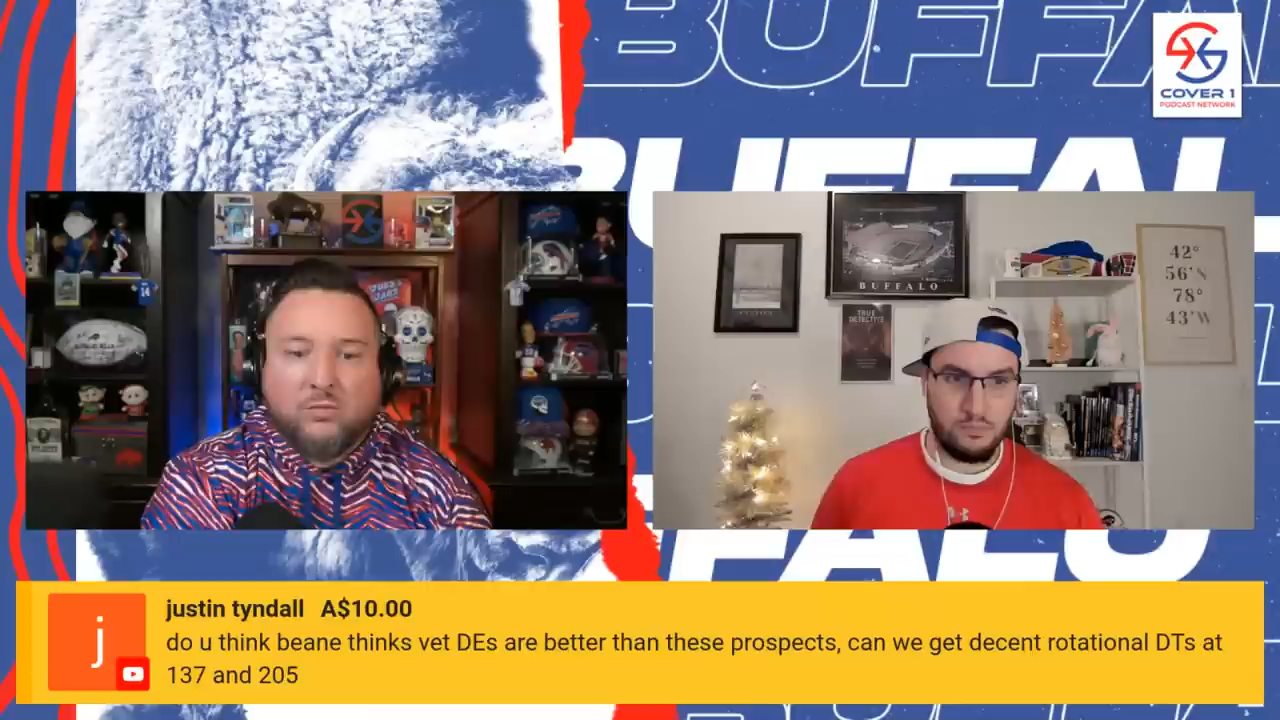 BUFFA
COVER 1
PODCAST NETWORK
BUFFAL
BUFFALO
TRUE
DETECTIVE
42°
56'N
78°
43'W
14
FALO
justin tyndall A$10.00
do u think beane thinks vet DEs are better than these prospects, can we get decent rotational DTs at
137 and 205
j